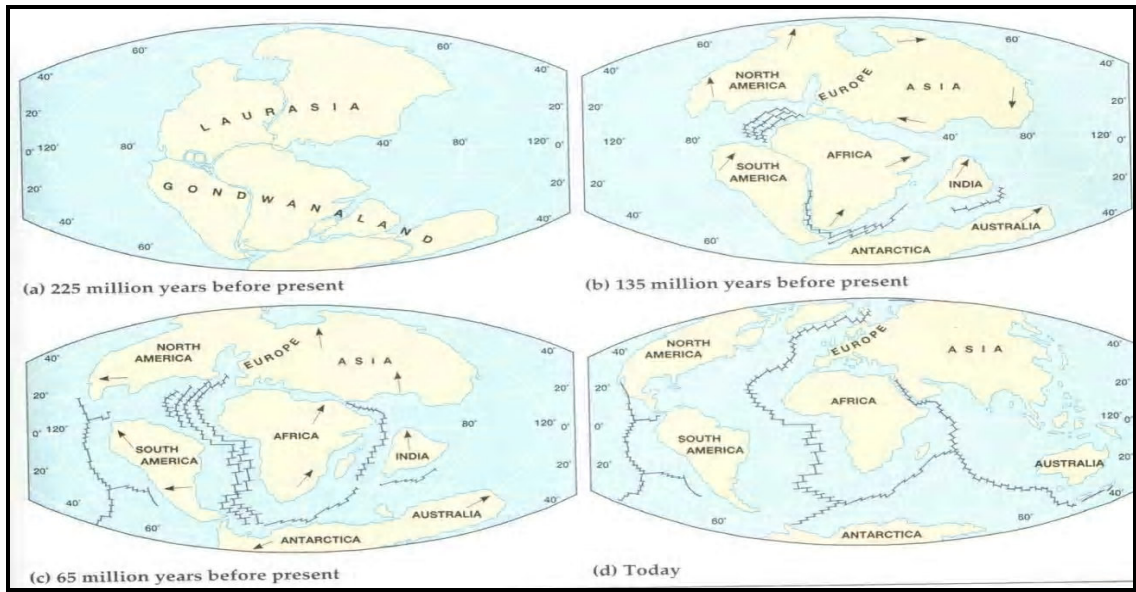 60° 60°
40° 40°
LAURASIA
20° 20°
0° 120° 80° 40° 80° 120° 0°
GONDWANALAND
20° 20°
40° 40°
60°
(a) 225 million years before present
60° 60°
40° 40°
NORTH
AMERICA
EUROPE
ASIA
20° 20°
80° 40° 80° 120° 0°
SOUTH
AMERICA
AFRICA
INDIA
20° 20°
40° 40°
AUSTRALIA
60°
ANTARCTICA
(b) 135 million years before present
40° 40°
NORTH
AMERICA
EUROPE
ASIA
20° 20°
0° 120° 80° 120° 0°
SOUTH
AMERICA
AFRICA
INDIA
20° 20°
40° 40°
AUSTRALIA
60°
ANTARCTICA
(c) 65 million years before present
40° 40°
NORTH
AMERICA
EUROPE
ASIA
20° 20°
AFRICA
0° 120° 0°
SOUTH
AMERICA
20° 20°
AUSTRALIA
40° 40°
60°
ANTARCTICA
(d) Today